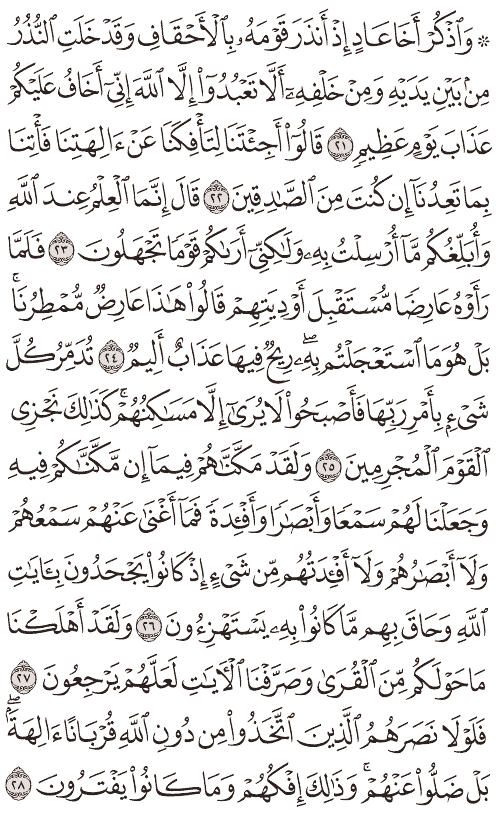 ۞ وَٱذۡكُرۡ أَخَا عَادٍ إِذۡ أَنذَرَ قَوۡمَهُۥ بِٱلۡأَحۡقَافِ وَقَدۡ خَلَتِ ٱلنُّذُرُ
مِنۢ بَيۡنِ يَدَيۡهِ وَمِنۡ خَلۡفِهِۦٓ أَلَّا تَعۡبُدُوٓاْ إِلَّا ٱللَّهَ إِنِّيٓ أَخَافُ عَلَيۡكُمۡ
عَذَابَ يَوۡمٍ عَظِيمٖ ٢١ قَالُوٓاْ أَجِئۡتَنَا لِتَأۡفِكَنَا عَنۡ ءَالِهَتِنَا فَأۡتِنَا
بِمَا تَعِدُنَآ إِن كُنتَ مِنَ ٱلصَّٰدِقِينَ ٢٢ قَالَ إِنَّمَا ٱلۡعِلۡمُ عِندَ ٱللَّهِ
وَأُبَلِّغُكُم مَّآ أُرۡسِلۡتُ بِهِۦ وَلَٰكِنِّيٓ أَرَىٰكُمۡ قَوۡمٗا تَجۡهَلُونَ ٢٣ فَلَمَّا
رَأَوۡهُ عَارِضٗا مُّسۡتَقۡبِلَ أَوۡدِيَتِهِمۡ قَالُواْ هَٰذَا عَارِضٞ مُّمۡطِرُنَاۚ
بَلۡ هُوَ مَا ٱسۡتَعۡجَلۡتُم بِهِۦۖ رِيحٞ فِيهَا عَذَابٌ أَلِيمٞ ٢٤ تُدَمِّرُ كُلَّ
شَيۡءِۭ بِأَمۡرِ رَبِّهَا فَأَصۡبَحُواْ لَا يُرَىٰٓ إِلَّا مَسَٰكِنُهُمۡۚ كَذَٰلِكَ نَجۡزِي
ٱلۡقَوۡمَ ٱلۡمُجۡرِمِينَ ٢٥ وَلَقَدۡ مَكَّنَّٰهُمۡ فِيمَآ إِن مَّكَّنَّٰكُمۡ فِيهِ
وَجَعَلۡنَا لَهُمۡ سَمۡعٗا وَأَبۡصَٰرٗا وَأَفۡـِٔدَةٗ فَمَآ أَغۡنَىٰ عَنۡهُمۡ سَمۡعُهُمۡ
وَلَآ أَبۡصَٰرُهُمۡ وَلَآ أَفۡـِٔدَتُهُم مِّن شَيۡءٍ إِذۡ كَانُواْ يَجۡحَدُونَ بِـَٔايَٰتِ
ٱللَّهِ وَحَاقَ بِهِم مَّا كَانُواْ بِهِۦ يَسۡتَهۡزِءُونَ ٢٦ وَلَقَدۡ أَهۡلَكۡنَا
مَا حَوۡلَكُم مِّنَ ٱلۡقُرَىٰ وَصَرَّفۡنَا ٱلۡأٓيَٰتِ لَعَلَّهُمۡ يَرۡجِعُونَ ٢٧
فَلَوۡلَا نَصَرَهُمُ ٱلَّذِينَ ٱتَّخَذُواْ مِن دُونِ ٱللَّهِ قُرۡبَانًا ءَالِهَةَۢۖ
بَلۡ ضَلُّواْ عَنۡهُمۡۚ وَذَٰلِكَ إِفۡكُهُمۡ وَمَا كَانُواْ يَفۡتَرُونَ ٢٨